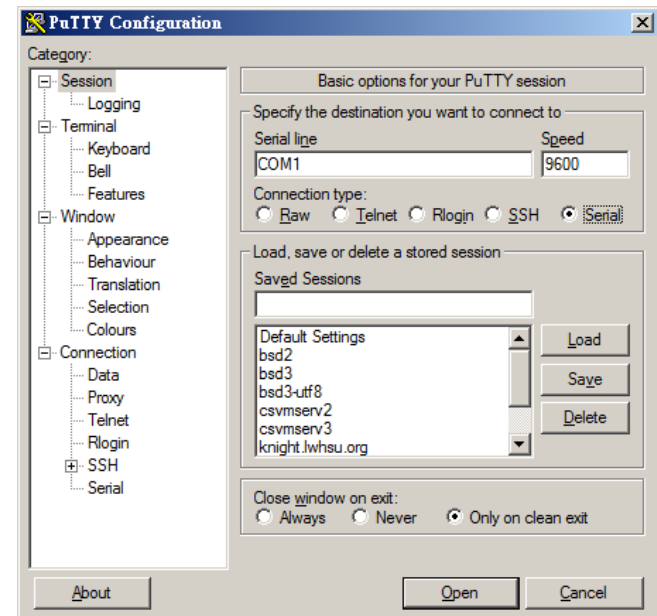 PuTTY Configuration
Category:
Session
Logging
Terminal
Keyboard
Bell
Features
Window
Appearance
Behaviour
Translation
Selection
Colours
Connection
Data
Proxy
Telnet
Rlogin
SSH
Serial
Basic options for your PuTTY session
Specify the destination you want to connect to
Serial line Speed
COM1 9600
Connection type:
Raw Telnet Rlogin SSH Serial
Load, save or delete a stored session
Saved Sessions
Default Settings
bsd2
bsd3
bsd3-utf8
csvmserv2
csvmserv3
knight.lwhsu.org
Load
Save
Delete
Close window on exit:
Always Never Only on clean exit
About Open Cancel